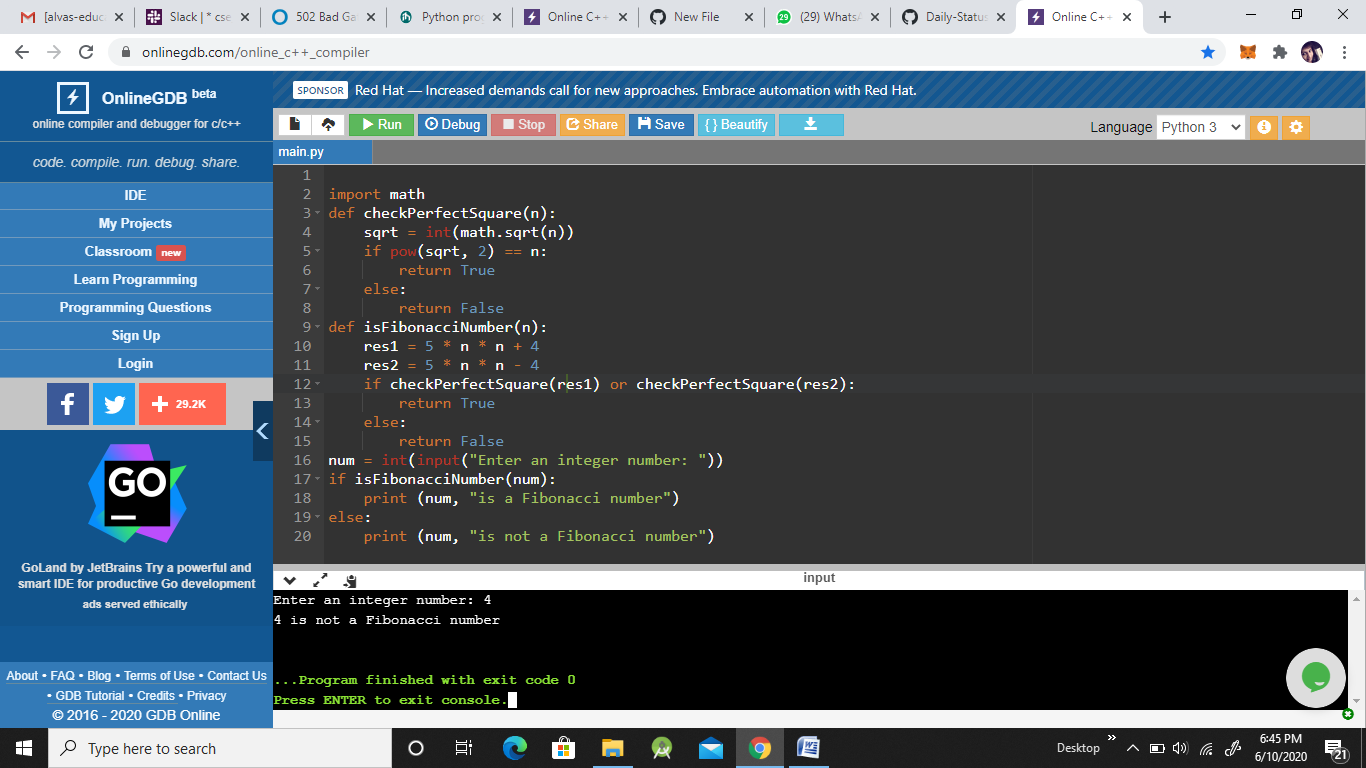 [alvas-educ
Slack | * cse
502 Bad Ga
Python pro
Online C++
New File
(29) Whats
Daily-Status
Online C++
onlinegdb.com/online_c++_compiler
OnlineGDB beta
online compiler and debugger for c/c++
code. compile. run. debug. share.
IDE
My Projects
Classroom new
Learn Programming
Programming Questions
Sign Up
Login
f
+ 29.2K
GO
GoLand by JetBrains Try a powerful and
smart IDE for productive Go development
ads served ethically
About • FAQ • Blog • Terms of Use • Contact Us
• GDB Tutorial • Credits • Privacy
© 2016 - 2020 GDB Online
SPONSOR Red Hat — Increased demands call for new approaches. Embrace automation with Red Hat.
Run Debug Stop Share Save { } Beautify
Language Python 3
main.py
1
2 import math
3 def checkPerfectSquare(n):
4     sqrt = int(math.sqrt(n))
5     if pow(sqrt, 2) == n:
6         return True
7     else:
8         return False
9 def isFibonacciNumber(n):
10     res1 = 5 * n * n + 4
11     res2 = 5 * n * n - 4
12     if checkPerfectSquare(res1) or checkPerfectSquare(res2):
13         return True
14     else:
15         return False
16 num = int(input("Enter an integer number: "))
17 if isFibonacciNumber(num):
18     print (num, "is a Fibonacci number")
19 else:
20     print (num, "is not a Fibonacci number")
input
Enter an integer number: 4
4 is not a Fibonacci number
...Program finished with exit code 0
Press ENTER to exit console.
Type here to search
Desktop
6:45 PM
6/10/2020
21